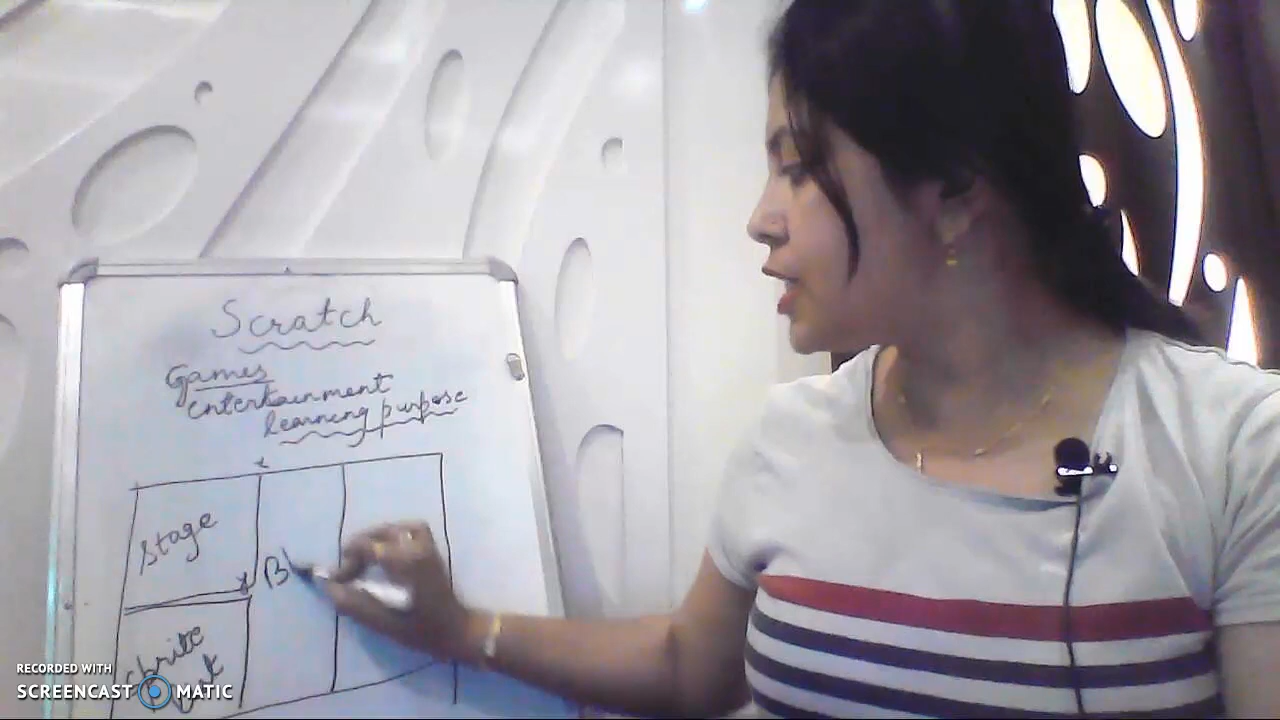 Scratch
Games
entertainment
learning purpose
Stage
Bl
RECORDED WITH
SCREENCAST MATIC